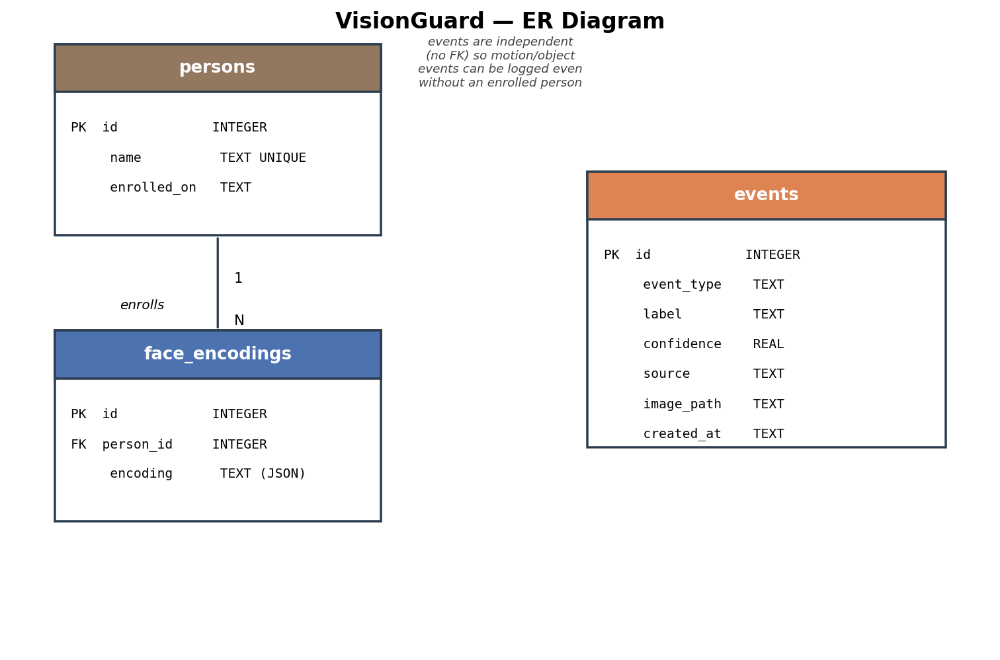 VisionGuard — ER Diagram
events are independent
(no FK) so motion/object
events can be logged even
without an enrolled person
persons
PK id INTEGER
name TEXT UNIQUE
enrolled_on TEXT
1
enrolls
N
face_encodings
PK id INTEGER
FK person_id INTEGER
encoding TEXT (JSON)
events
PK id INTEGER
event_type TEXT
label TEXT
confidence REAL
source TEXT
image_path TEXT
created_at TEXT